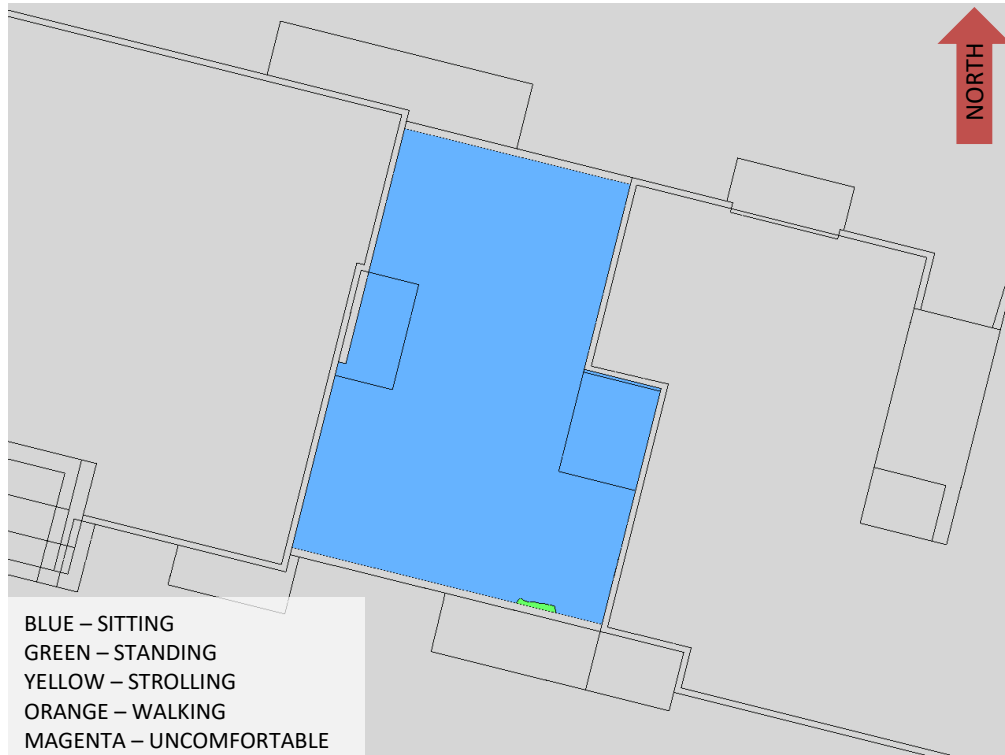 NORTH
BLUE – SITTING
GREEN – STANDING
YELLOW – STROLLING
ORANGE – WALKING
MAGENTA – UNCOMFORTABLE